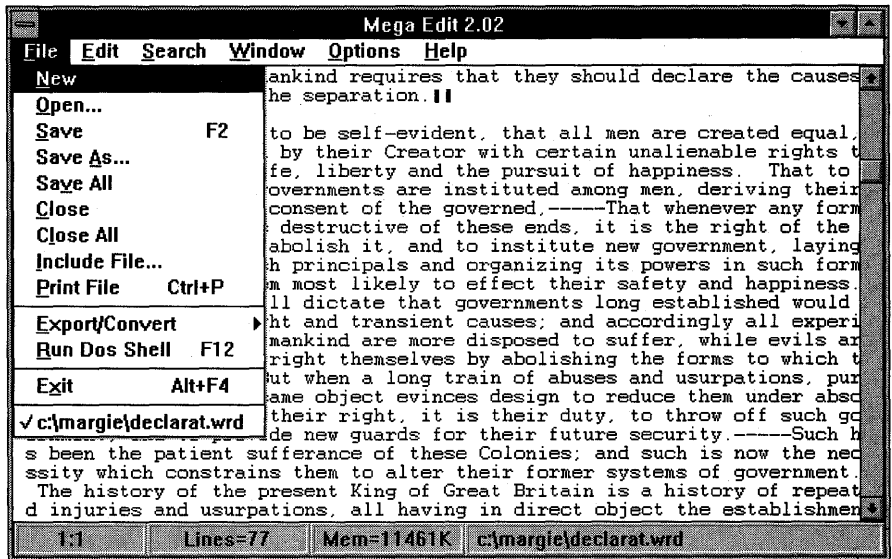 Mega Edit 2.02
File Edit Search Window Options Help
New
Open...
Save F2
Save As...
Save All
Close
Close All
Include File...
Print File Ctrl+P
Export/Convert
Run Dos Shell F12
Exit Alt+F4
✓ c:\margie\declarat.wrd
ankind requires that they should declare the causes
he separation.
to be self-evident, that all men are created equal,
by their Creator with certain unalienable rights t
fe, liberty and the pursuit of happiness. That to
overnments are instituted among men, deriving their
consent of the governed,-----That whenever any form
destructive of these ends, it is the right of the
abolish it, and to institute new government, laying
h principals and organizing its powers in such form
m most likely to effect their safety and happiness.
ll dictate that governments long established would
ht and transient causes; and accordingly all experi
mankind are more disposed to suffer, while evils ar
right themselves by abolishing the forms to which t
ut when a long train of abuses and usurpations, pur
ame object evinces design to reduce them under abso
their right, it is their duty, to throw off such go
de new guards for their future security.-----Such h
s been the patient sufferance of these Colonies; and such is now the nec
ssity which constrains them to alter their former systems of government.
The history of the present King of Great Britain is a history of repeat
d injuries and usurpations, all having in direct object the establishmen
1:1 Lines=77 Mem=11461K c:\margie\declarat.wrd